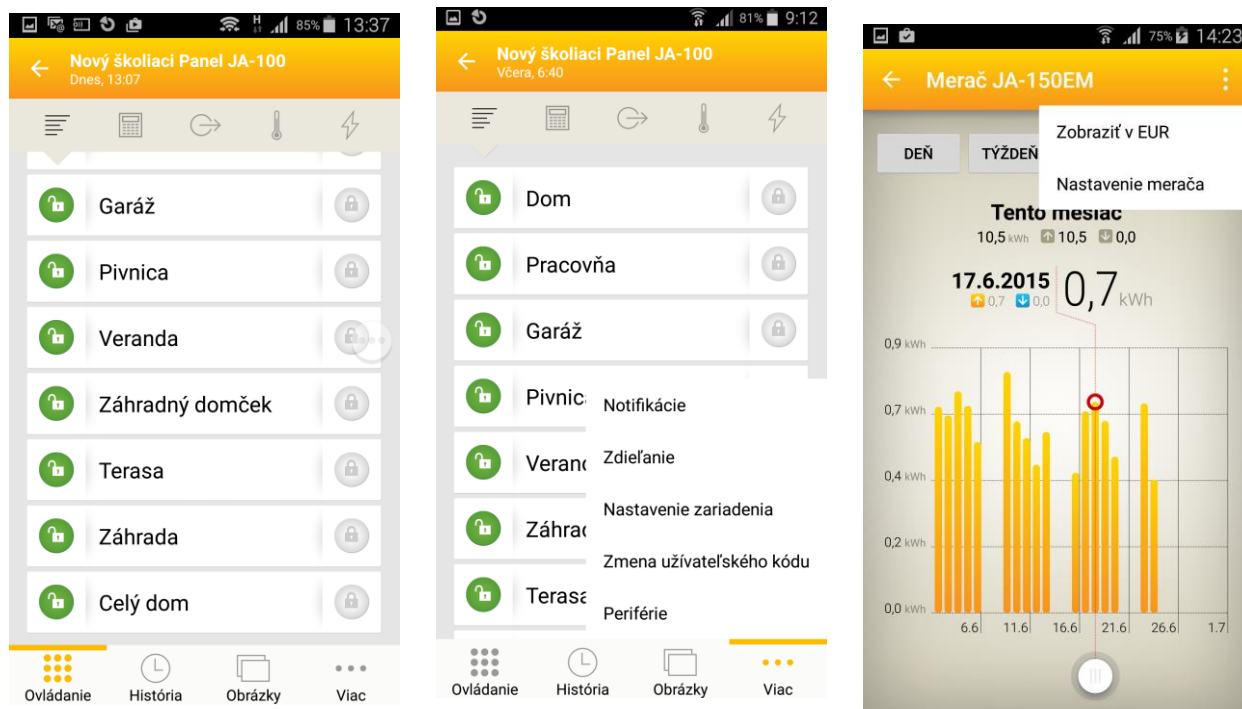 H 85% 13:37
Nový školiaci Panel JA-100
Dnes, 13:07
Garáž
Pivnica
Veranda
Záhradný domček
Terasa
Záhrada
Celý dom
Ovládanie História Obrázky Viac
81% 9:12
Nový školiaci Panel JA-100
Včera, 6:40
Dom
Pracovňa
Garáž
Pivnic
Notifikácie
Veran
Zdieľanie
Nastavenie zariadenia
Záhrad
Zmena užívateľského kódu
Terasa
Periférie
Ovládanie História Obrázky Viac
75% 14:23
Merač JA-150EM
Zobraziť v EUR
DEŇ TÝŽDEŇ
Nastavenie merača
Tento mesiac
10,5 kWh 10,5 0,0
17.6.2015 0,7 kWh
0,7 0,0
0,9 kWh
0,7 kWh
0,4 kWh
0,2 kWh
0,0 kWh
6.6 11.6 16.6 21.6 26.6 1.7